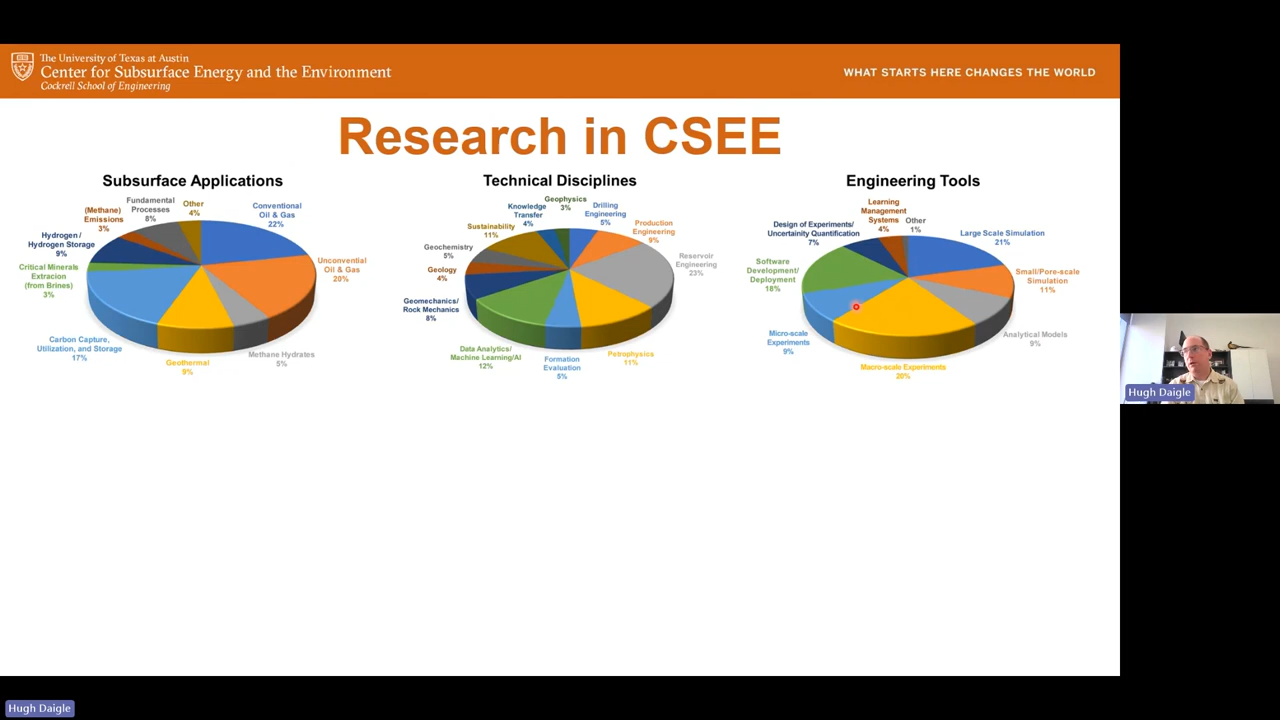 The University of Texas at Austin
Center for Subsurface Energy and the Environment
Cockrell School of Engineering
WHAT STARTS HERE CHANGES THE WORLD
Research in CSEE
Subsurface Applications
Conventional
Oil & Gas
22%
Unconventional
Oil & Gas
20%
Methane Hydrates
5%
Geothermal
9%
Carbon Capture,
Utilization, and Storage
17%
Critical Minerals
Extracion
(from Brines)
3%
Hydrogen /
Hydrogen Storage
9%
(Methane)
Emissions
3%
Fundamental
Processes
8%
Other
4%
Technical Disciplines
Drilling
Engineering
5%
Production
Engineering
9%
Reservoir
Engineering
23%
Petrophysics
11%
Formation
Evaluation
5%
Data Analytics/
Machine Learning/AI
12%
Geomechanics/
Rock Mechanics
8%
Geology
4%
Geochemistry
5%
Sustainability
11%
Knowledge
Transfer
4%
Geophysics
3%
Engineering Tools
Large Scale Simulation
21%
Small/Pore-scale
Simulation
11%
Analytical Models
9%
Macro-scale Experiments
20%
Micro-scale
Experiments
9%
Software
Development/
Deployment
18%
Design of Experiments/
Uncertainty Quantification
7%
Learning
Management
Systems
4%
Other
1%
Hugh Daigle
Hugh Daigle